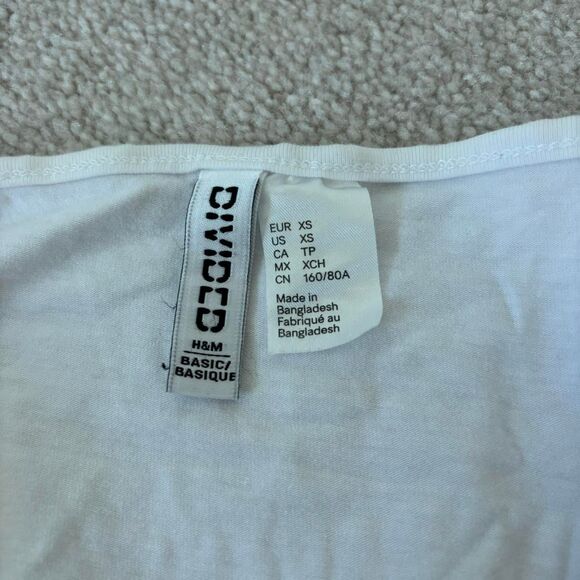 DIVIDED
H&M
BASIC/
BASIQUE
EUR XS
US XS
CA TP
MX XCH
CN 160/80A
Made in
Bangladesh
Fabriqué au
Bangladesh